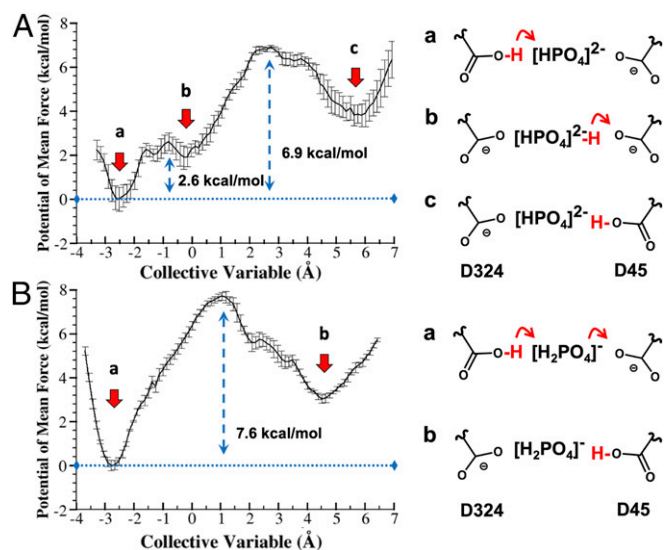 A
Potential of Mean Force (kcal/mol)
8
6
4
2
0
-2
a
b
c
2.6 kcal/mol
6.9 kcal/mol
-4 -3 -2 -1 0 1 2 3 4 5 6 7
Collective Variable (Å)
a
O-H [HPO4]2- O
O ⊖ O
b
O [HPO4]2--H O
O ⊖ ⊖ O
c
O [HPO4]2- H-O
O ⊖ O
D324 D45
B
Potential of Mean Force (kcal/mol)
8
6
4
2
0
-2
a
b
7.6 kcal/mol
-4 -3 -2 -1 0 1 2 3 4 5 6 7
Collective Variable (Å)
a
O-H [H2PO4]- O
O ⊖ O
b
O [H2PO4]- H-O
O ⊖ O
D324 D45